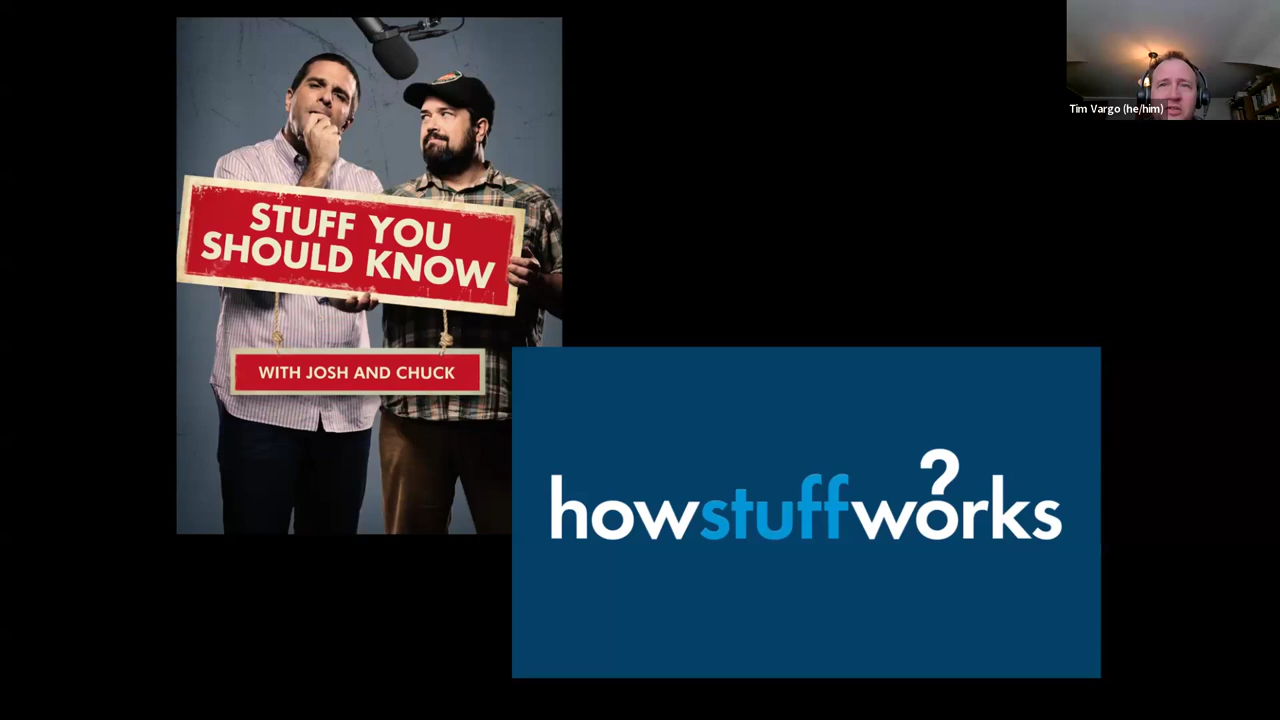 Tim Vargo (he/him)
STUFF YOU
SHOULD KNOW
WITH JOSH AND CHUCK
howstuffworks
?